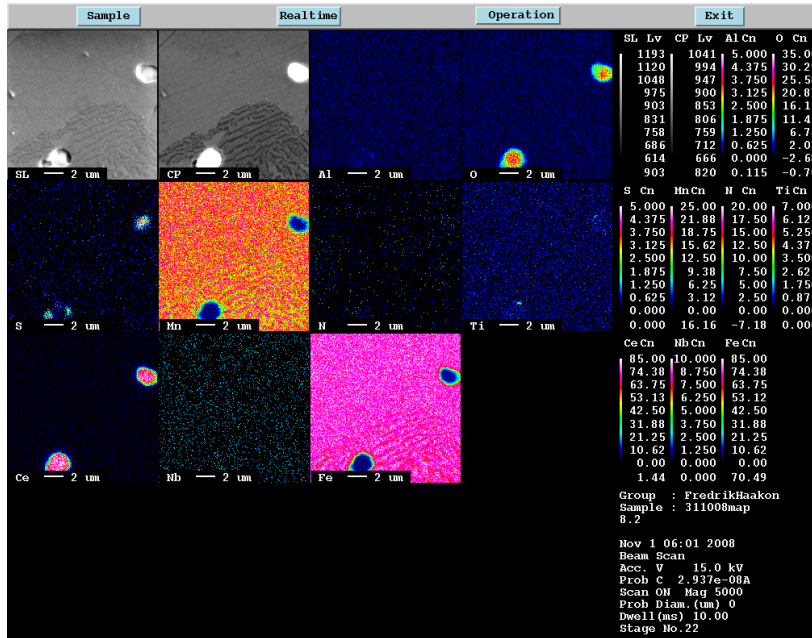 Sample Realtime Operation Exit
SL Lv CP Lv Al Cn O Cn
1193 1041 5.000 35.00
1120 994 4.375 30.2
1048 947 3.750 25.5
975 900 3.125 20.8
903 853 2.500 16.1
831 806 1.875 11.4
758 759 1.250 6.7
686 712 0.625 2.0
614 666 0.000 -2.6
903 820 0.115 -0.7
SL 2 um CP 2 um Al 2 um O 2 um
S Cn Mn Cn N Cn Ti Cn
5.000 25.00 20.00 7.000
4.375 21.88 17.50 6.12
3.750 18.75 15.00 5.25
3.125 15.62 12.50 4.37
2.500 12.50 10.00 3.50
1.875 9.38 7.50 2.62
1.250 6.25 5.00 1.75
0.625 3.12 2.50 0.87
0.000 0.00 0.00 0.00
0.000 16.16 -7.18 0.00
S 2 um Mn 2 um N 2 um Ti 2 um
Ce Cn Nb Cn Fe Cn
85.00 10.000 85.00
74.38 8.750 74.38
63.75 7.500 63.75
53.13 6.250 53.12
42.50 5.000 42.50
31.88 3.750 31.88
21.25 2.500 21.25
10.62 1.250 10.62
0.00 0.000 0.00
1.44 0.000 70.49
Ce 2 um Nb 2 um Fe 2 um
Group : FredrikHaakon
Sample : 311008map
8.2
Nov 1 06:01 2008
Beam Scan
Acc. V 15.0 kV
Prob C 2.937e-08A
Scan ON Mag 5000
Prob Diam.(um) 0
Dwell(ms) 10.00
Stage No.22